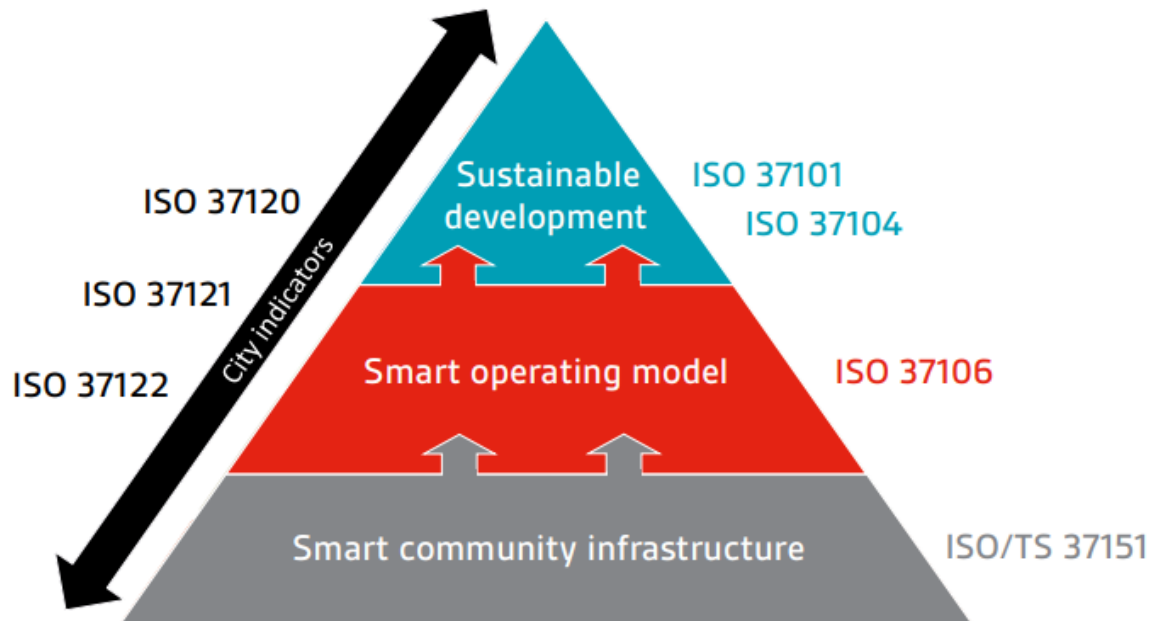 Sustainable
development
ISO 37101
ISO 37104
ISO 37120
ISO 37121
ISO 37122
City indicators
Smart operating model
ISO 37106
Smart community infrastructure
ISO/TS 37151